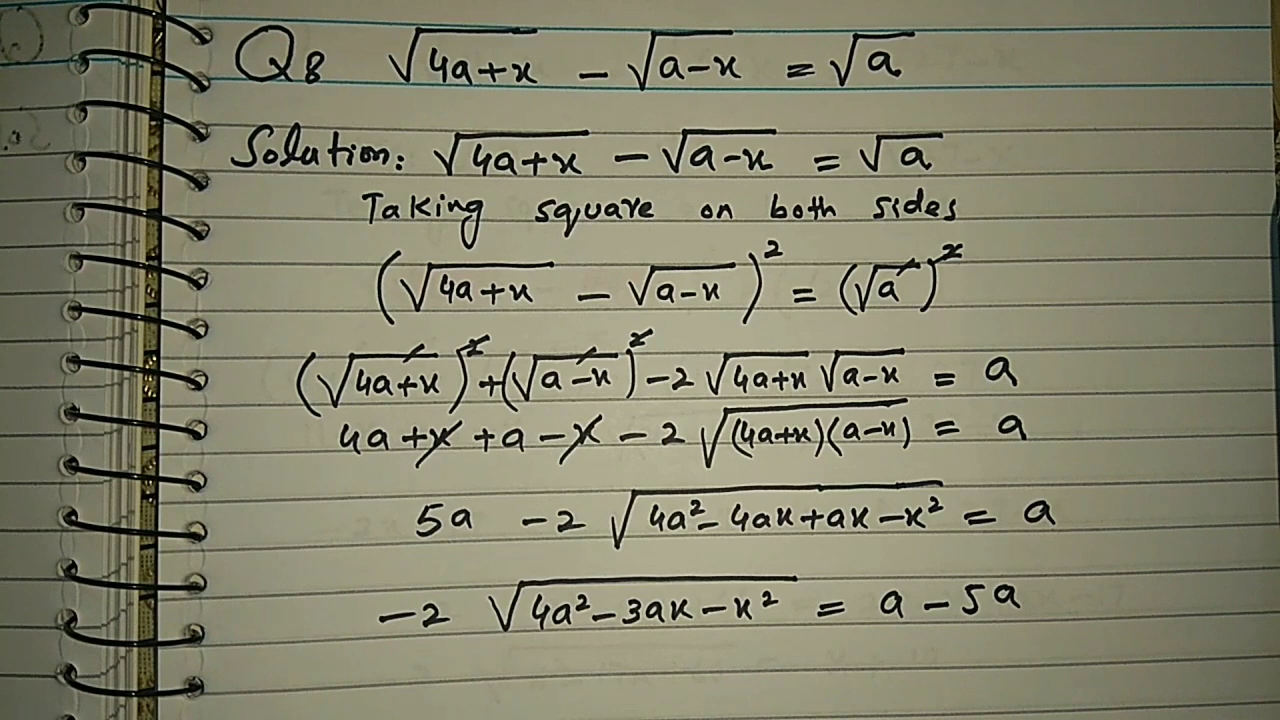 Q8 √(4a+x) - √(a-x) = √a
Solution: √(4a+x) - √(a-x) = √a
Taking square on both sides
(√(4a+x) - √(a-x))² = (√a)²
(√(4a+x))² + (√(a-x))² - 2 √(4a+x) √(a-x) = a
4a + x + a - x - 2 √((4a+x)(a-x)) = a
5a - 2 √(4a² - 4ax + ax - x²) = a
-2 √(4a² - 3ax - x²) = a - 5a